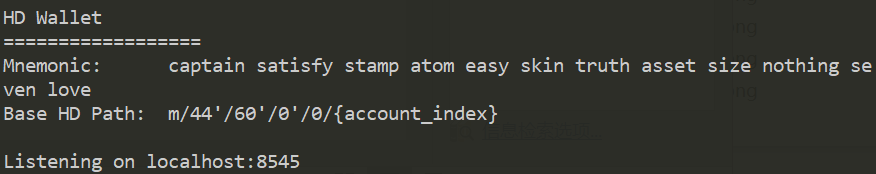 HD Wallet
==================
Mnemonic:      captain satisfy stamp atom easy skin truth asset size nothing se
ven love
Base HD Path:  m/44'/60'/0'/0/{account_index}
Listening on localhost:8545